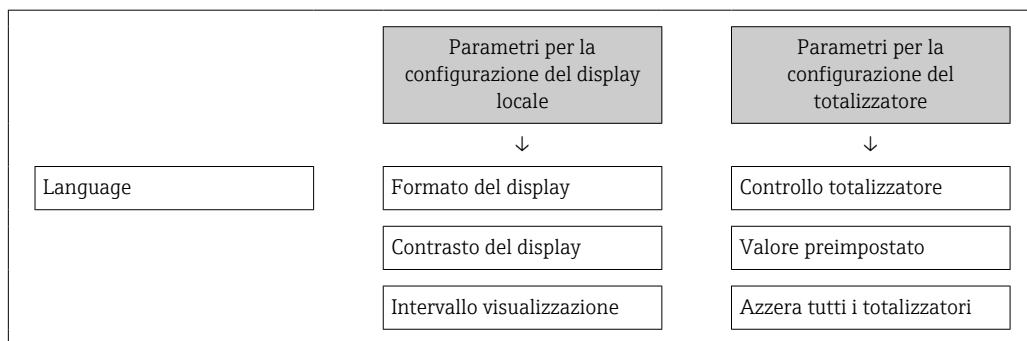 Parametri per la
configurazione del display
locale
Parametri per la
configurazione del
totalizzatore
↓
↓
Language
Formato del display
Controllo totalizzatore
Contrasto del display
Valore preimpostato
Intervallo visualizzazione
Azzera tutti i totalizzatori